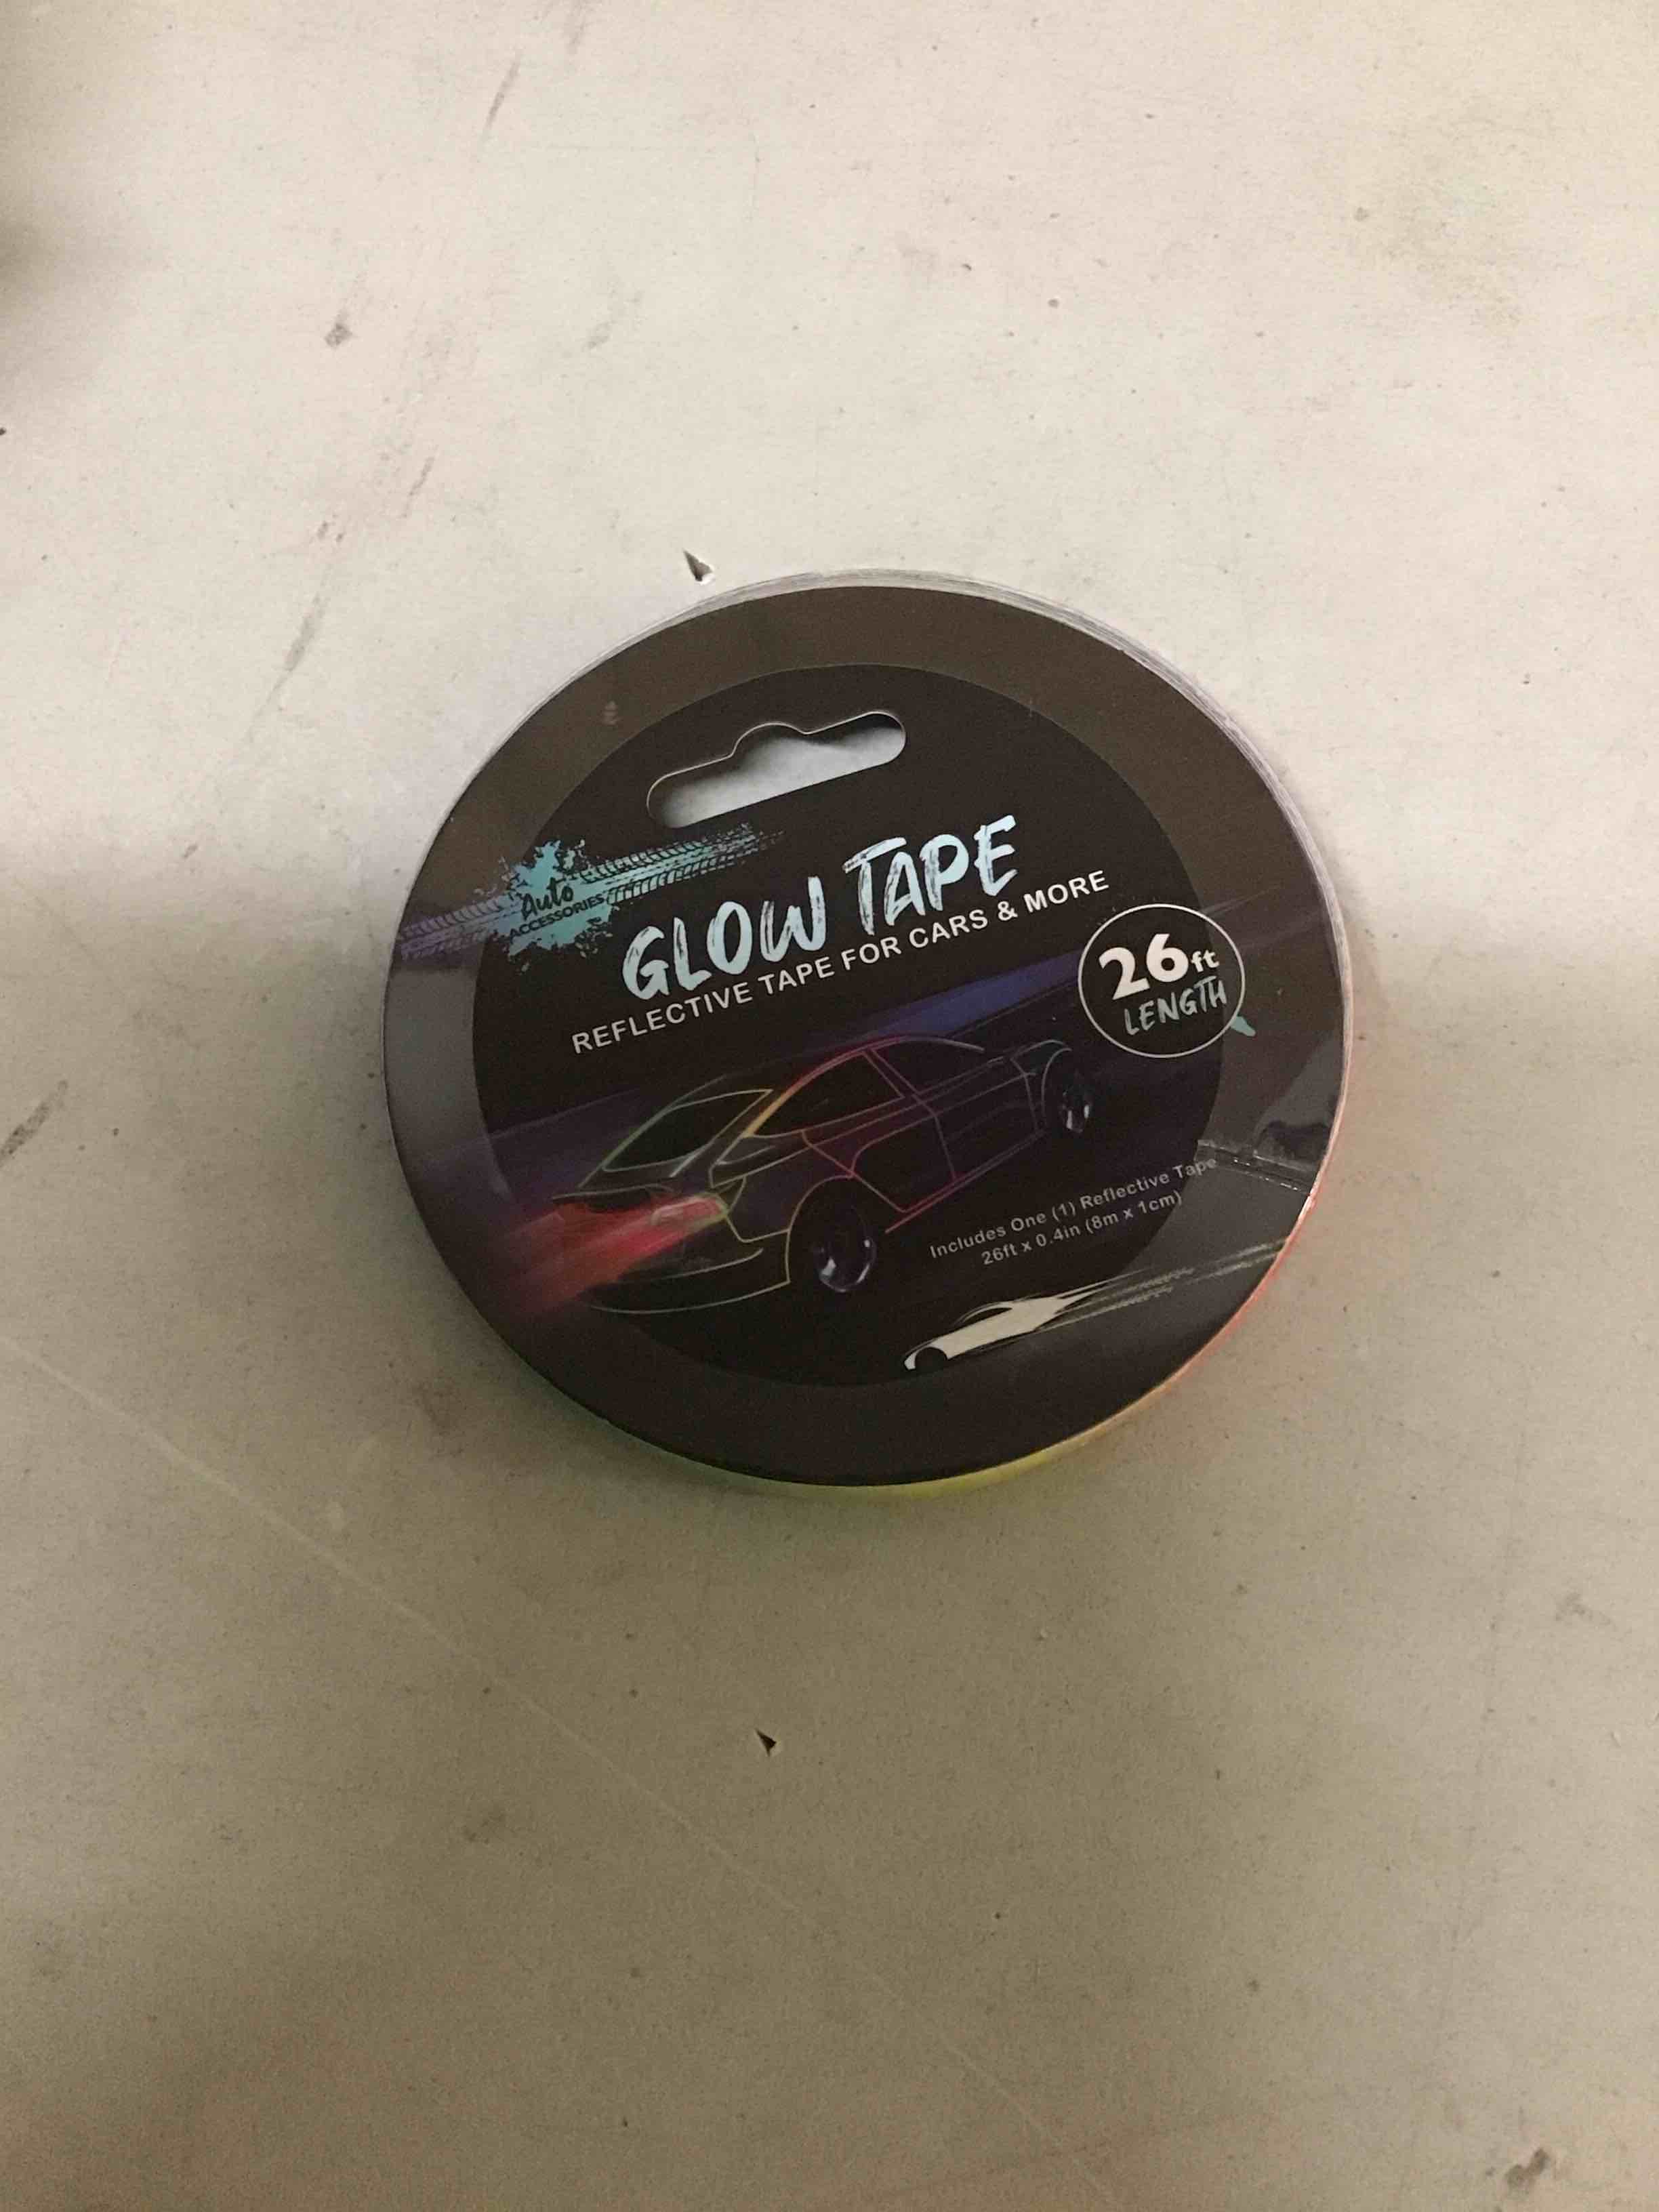 Auto
ACCESSORIES
GLOW TAPE
REFLECTIVE TAPE FOR CARS & MORE
26ft
LENGTH
Includes One (1) Reflective Tape
26ft x 0.4in (8m x 1cm)